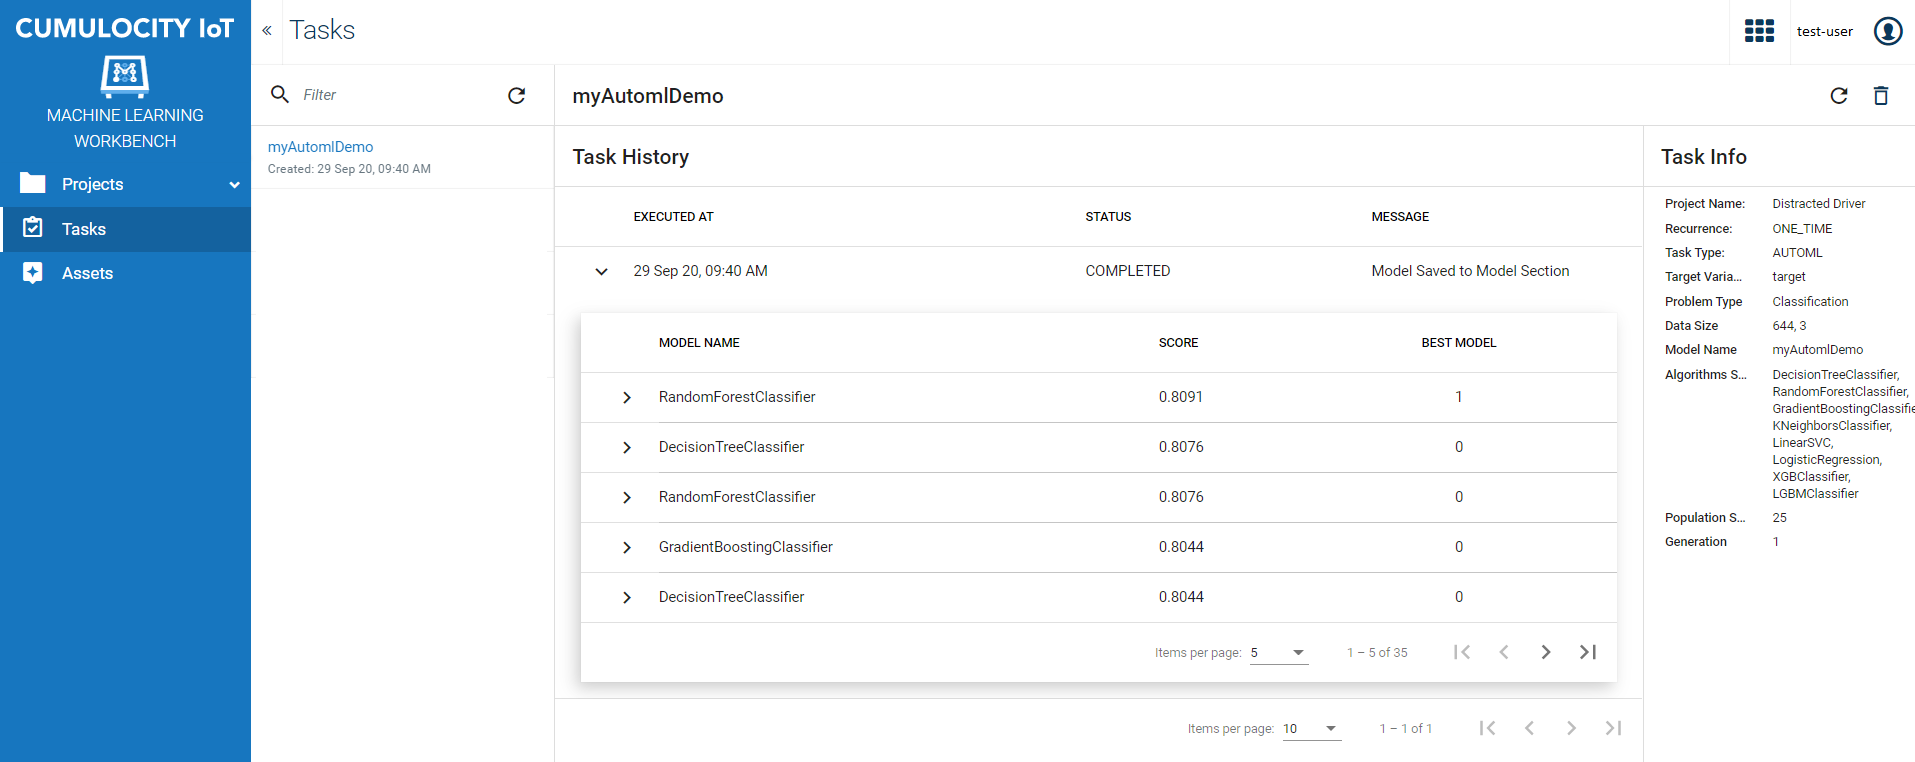 CUMULOCITY IoT
MACHINE LEARNING
WORKBENCH
Projects
Tasks
Assets
« Tasks
test-user
Filter
myAutomlDemo
Created: 29 Sep 20, 09:40 AM
myAutomlDemo
Task History
EXECUTED AT STATUS MESSAGE
29 Sep 20, 09:40 AM COMPLETED Model Saved to Model Section
MODEL NAME SCORE BEST MODEL
RandomForestClassifier 0.8091 1
DecisionTreeClassifier 0.8076 0
RandomForestClassifier 0.8076 0
GradientBoostingClassifier 0.8044 0
DecisionTreeClassifier 0.8044 0
Items per page: 5 1 – 5 of 35
Items per page: 10 1 – 1 of 1
Task Info
Project Name: Distracted Driver
Recurrence: ONE_TIME
Task Type: AUTOML
Target Varia... target
Problem Type Classification
Data Size 644, 3
Model Name myAutomlDemo
Algorithms S... DecisionTreeClassifier,
RandomForestClassifier,
GradientBoostingClassifie
KNeighborsClassifier,
LinearSVC,
LogisticRegression,
XGBClassifier,
LGBMClassifier
Population S... 25
Generation 1